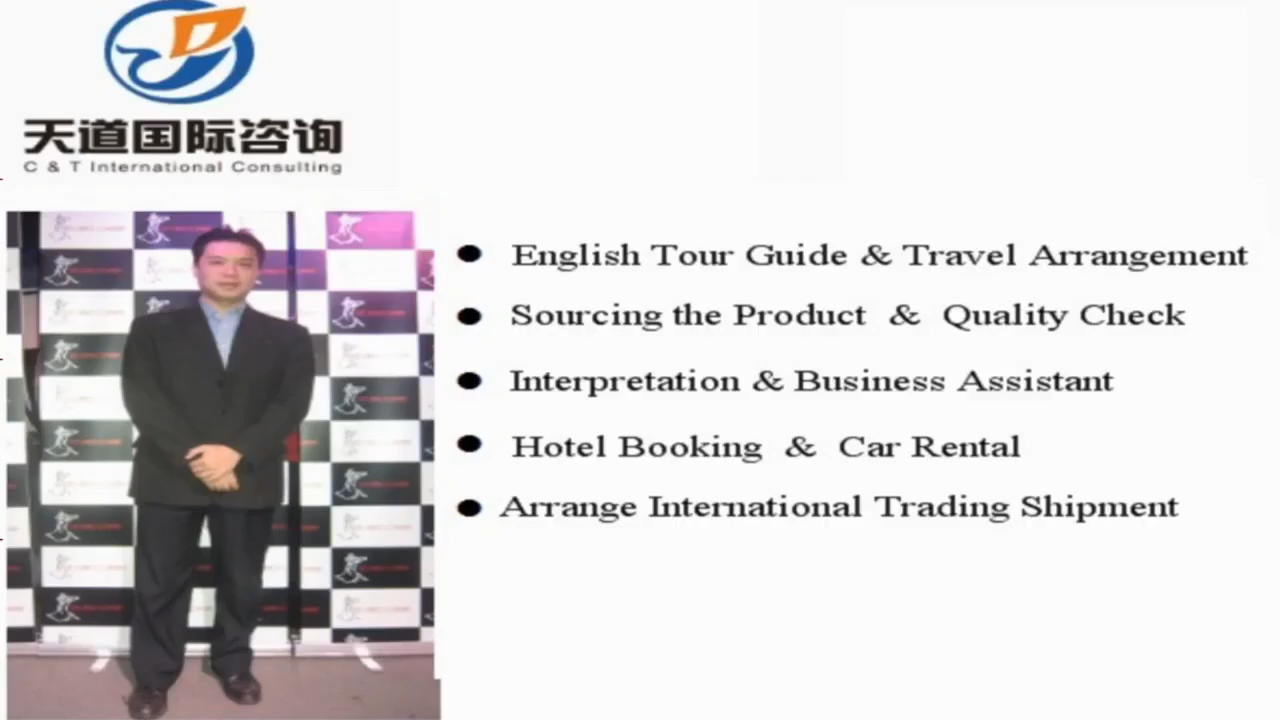 天道国际咨询
C & T International Consulting
● English Tour Guide & Travel Arrangement
● Sourcing the Product & Quality Check
● Interpretation & Business Assistant
● Hotel Booking & Car Rental
● Arrange International Trading Shipment